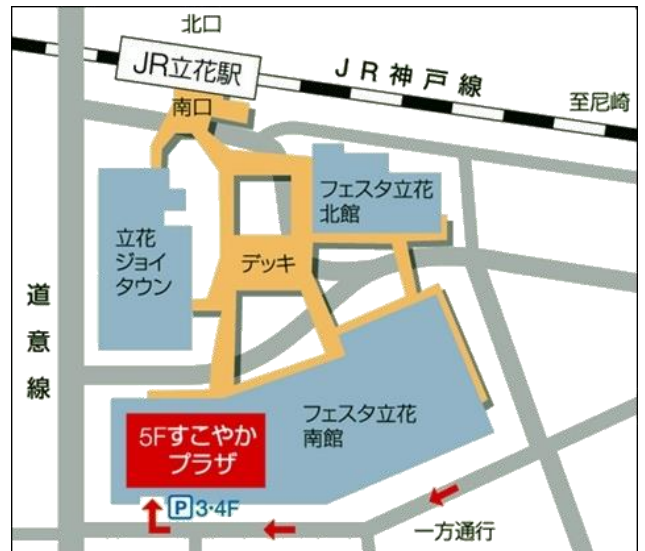 北口
JR立花駅
JR神戸線
至尼崎
南口
フェスタ立花
北館
立花
ジョイ
タウン
デッキ
道意線
フェスタ立花
南館
5Fすこやか
プラザ
P3・4F
一方通行